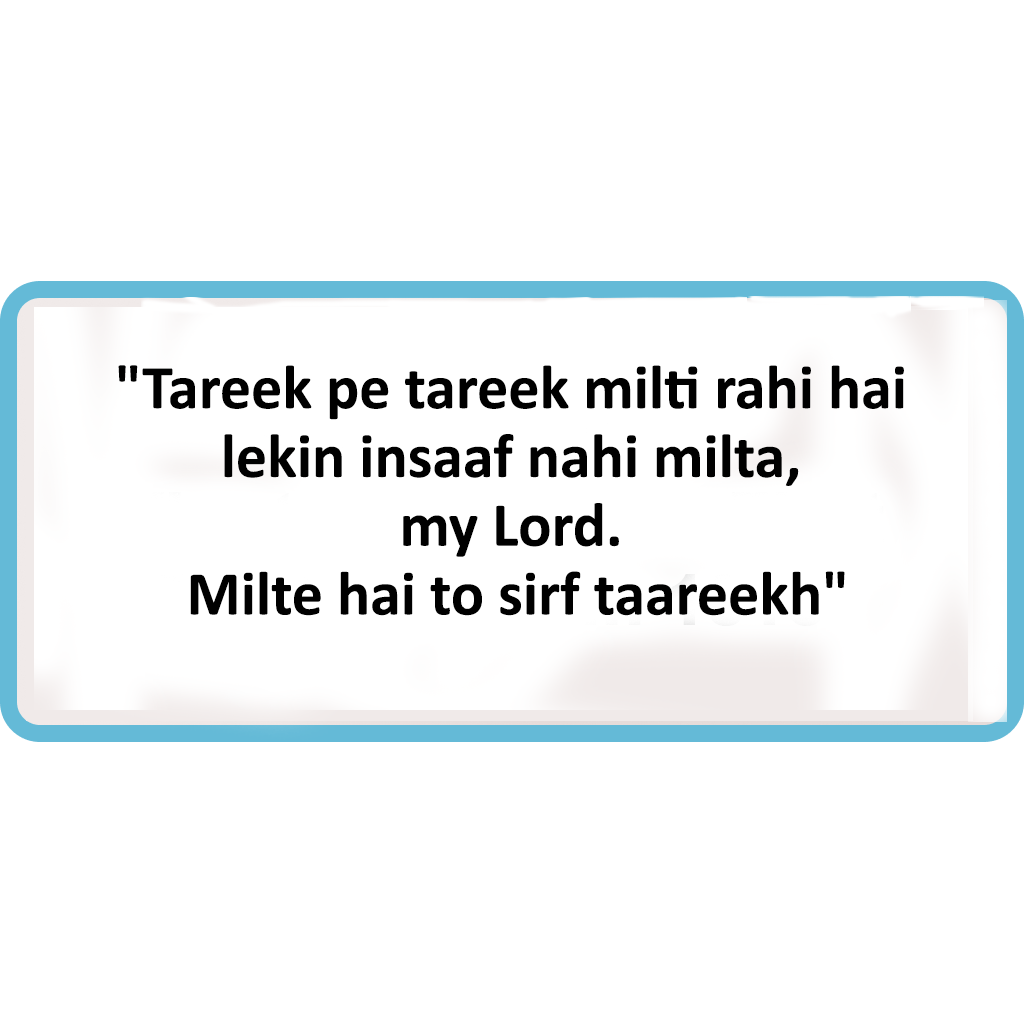 "Tareek pe tareek milti rahi hai
lekin insaaf nahi milta,
my Lord.
Milte hai to sirf taareekh"